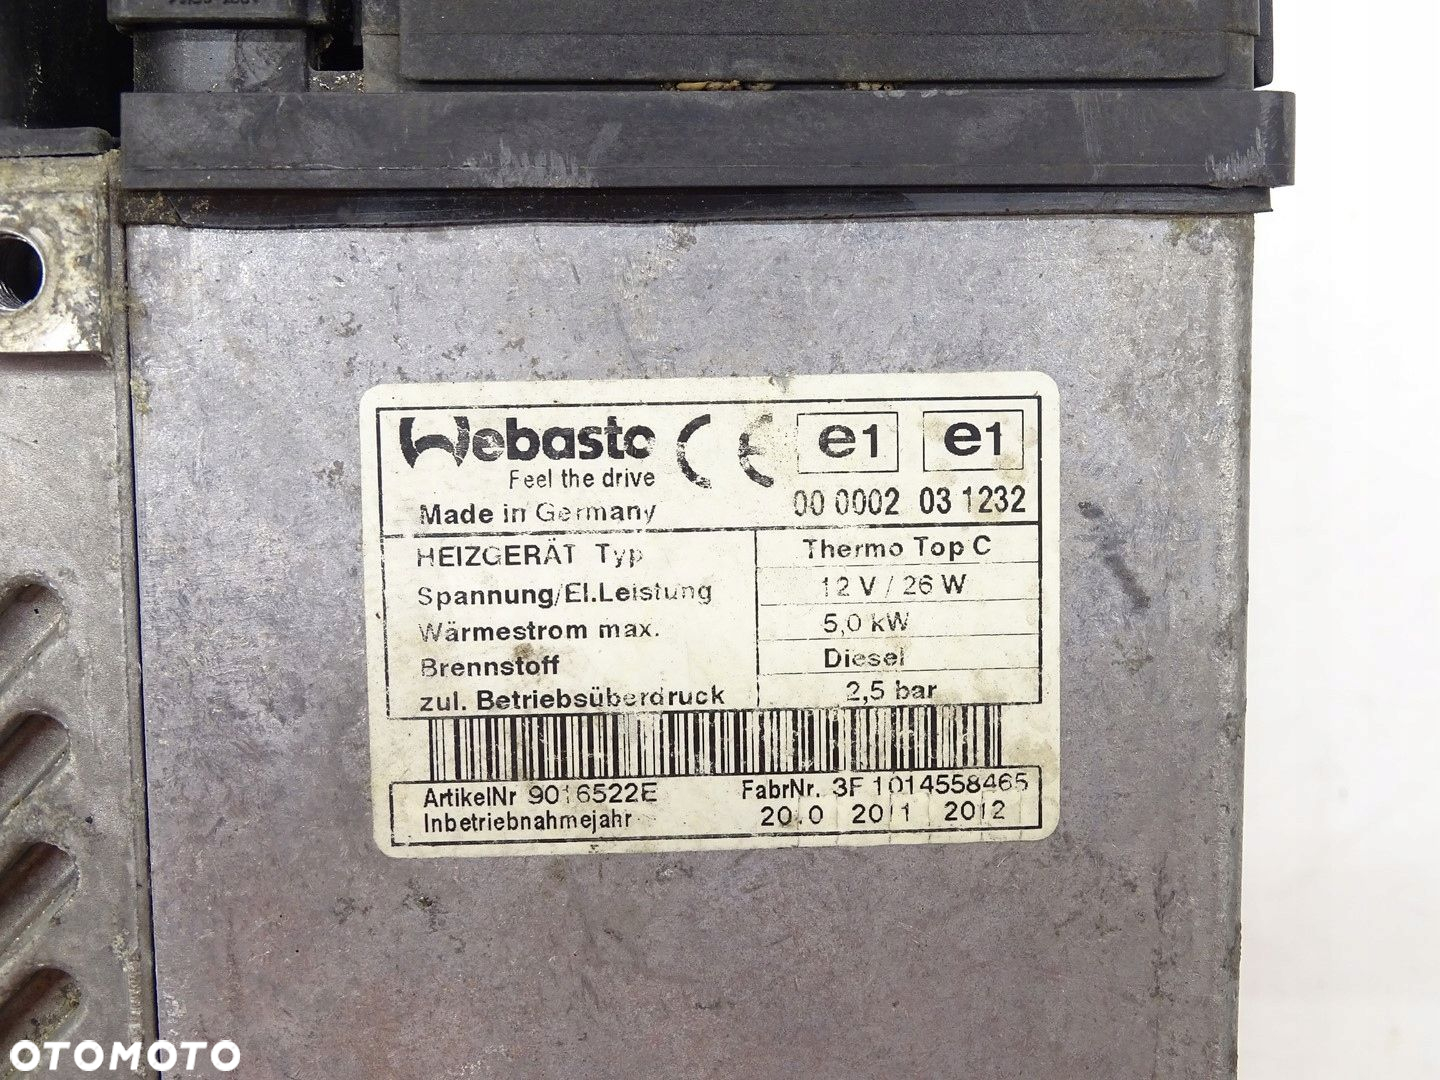 Webasto
Feel the drive
Made in Germany
CE
e1 e1
00 0002 03 1232
HEIZGERÄT Typ Thermo Top C
Spannung/El.Leistung 12 V / 26 W
Wärmestrom max. 5,0 kW
Brennstoff Diesel
zul. Betriebsüberdruck 2,5 bar
ArtikelNr 9016522E FabrNr. 3F 1014558465
Inbetriebnahmejahr 2010 2011 2012
OTOMOTO